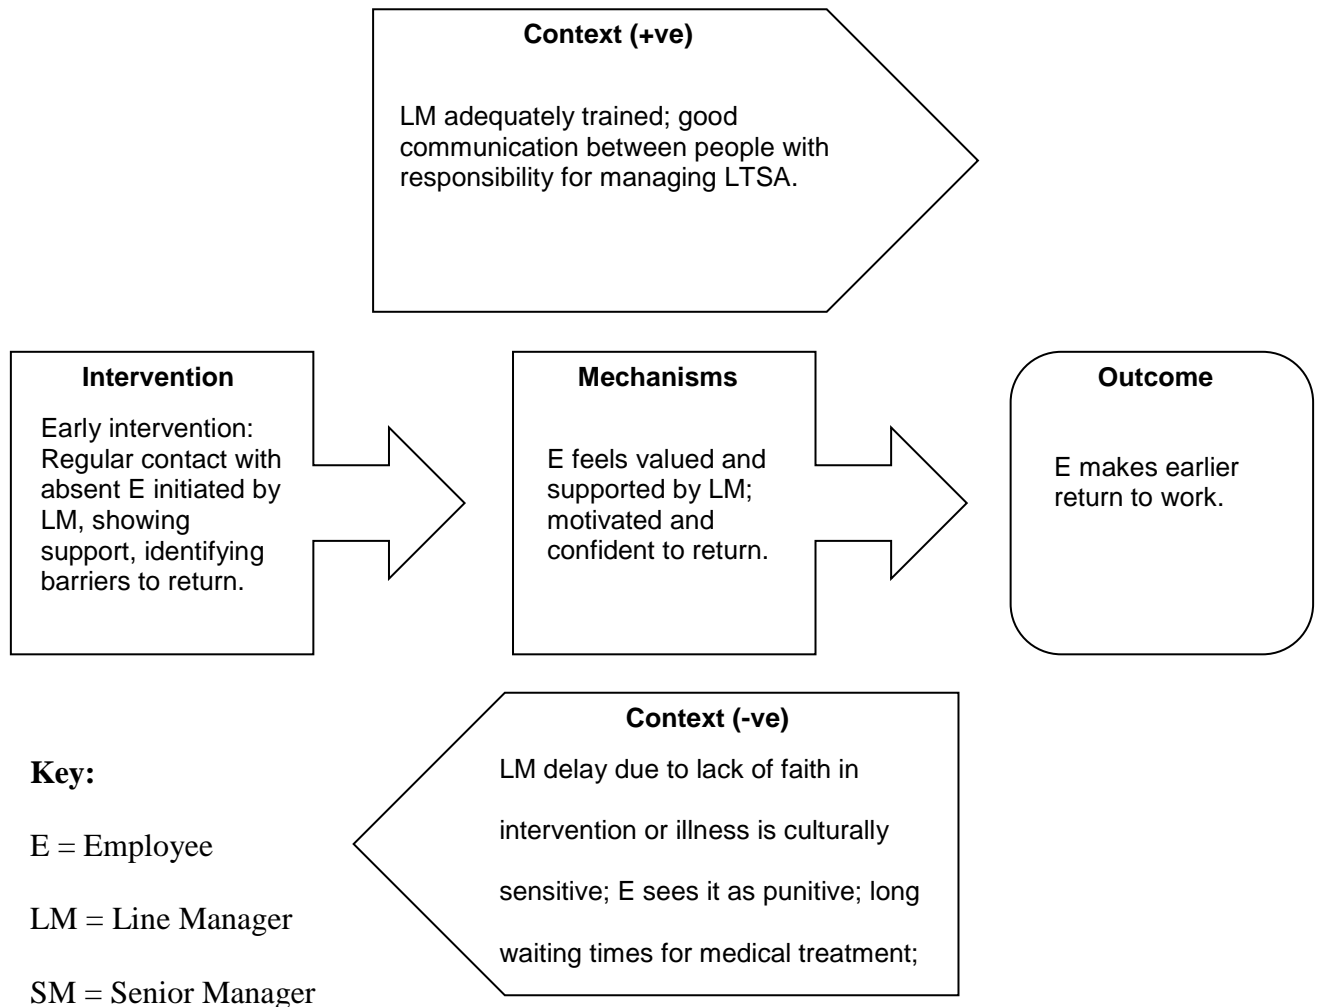 Context (+ve)
LM adequately trained; good
communication between people with
responsibility for managing LTSA.
Intervention
Early intervention:
Regular contact with
absent E initiated by
LM, showing
support, identifying
barriers to return.
Mechanisms
E feels valued and
supported by LM;
motivated and
confident to return.
Outcome
E makes earlier
return to work.
Context (-ve)
LM delay due to lack of faith in
intervention or illness is culturally
sensitive; E sees it as punitive; long
waiting times for medical treatment;
Key:
E = Employee
LM = Line Manager
SM = Senior Manager